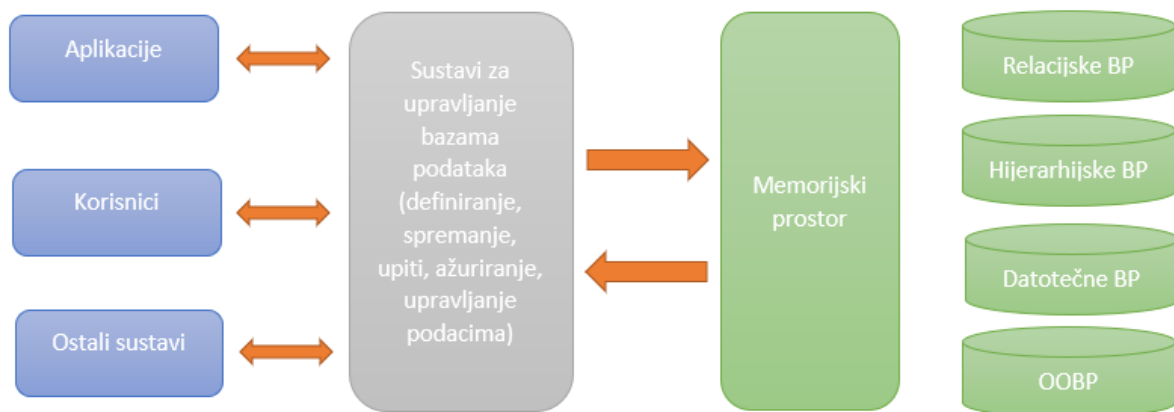 Aplikacije
Korisnici
Ostali sustavi
Sustavi za
upravljanje
bazama
podataka
(definiranje,
spremanje,
upiti, ažuriranje,
upravljanje
podacima)
Memorijski
prostor
Relacijske BP
Hijerarhijske BP
Datotečne BP
OOBP